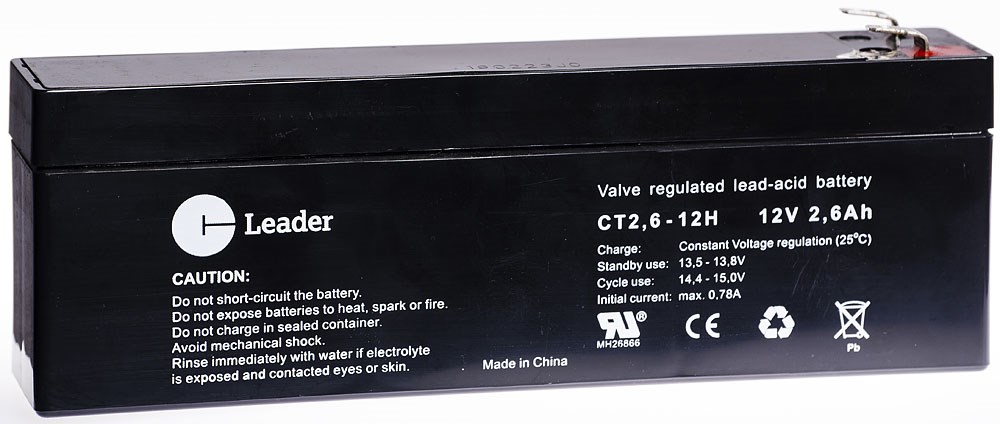 Leader
CAUTION:
Do not short-circuit the battery.
Do not expose batteries to heat, spark or fire.
Do not charge in sealed container.
Avoid mechanical shock.
Rinse immediately with water if electrolyte
is exposed and contacted eyes or skin.
Made in China
Valve regulated lead-acid battery
CT2,6-12H 12V 2,6Ah
Charge: Constant Voltage regulation (25°C)
Standby use: 13,5 - 13,8V
Cycle use: 14,4 - 15,0V
Initial current: max. 0.78A
RU® CE
MH26866
Pb